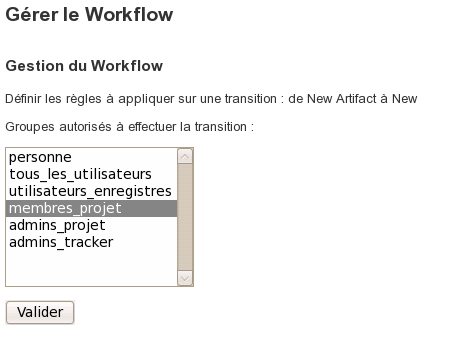 Gérer le Workflow
Gestion du Workflow
Définir les règles à appliquer sur une transition : de New Artifact à New
Groupes autorisés à effectuer la transition :
personne
tous_les_utilisateurs
utilisateurs_enregistres
membres_projet
admins_projet
admins_tracker
Valider